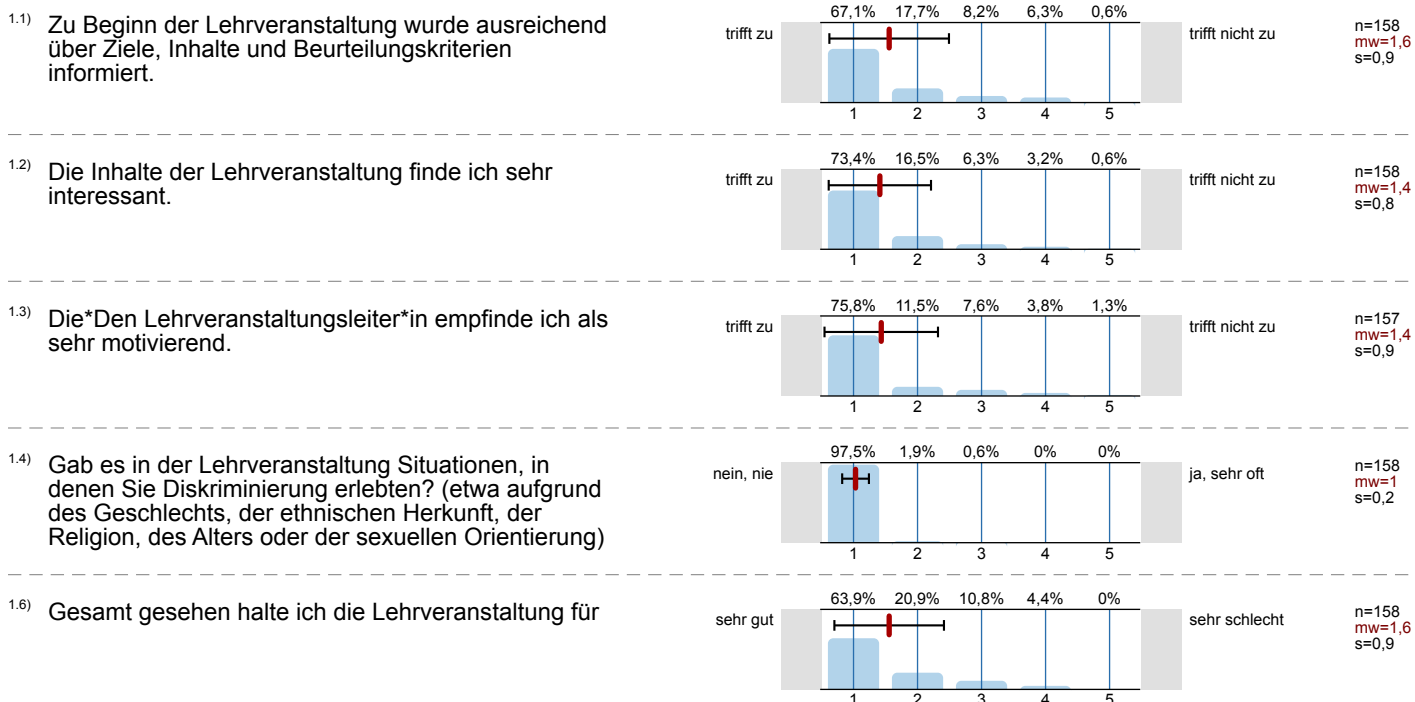 1.1) Zu Beginn der Lehrveranstaltung wurde ausreichend
über Ziele, Inhalte und Beurteilungskriterien
informiert.
trifft zu
67,1% 17,7% 8,2% 6,3% 0,6%
1 2 3 4 5
trifft nicht zu
n=158
mw=1,6
s=0,9
1.2) Die Inhalte der Lehrveranstaltung finde ich sehr
interessant.
trifft zu
73,4% 16,5% 6,3% 3,2% 0,6%
1 2 3 4 5
trifft nicht zu
n=158
mw=1,4
s=0,8
1.3) Die*Den Lehrveranstaltungsleiter*in empfinde ich als
sehr motivierend.
trifft zu
75,8% 11,5% 7,6% 3,8% 1,3%
1 2 3 4 5
trifft nicht zu
n=157
mw=1,4
s=0,9
1.4) Gab es in der Lehrveranstaltung Situationen, in
denen Sie Diskriminierung erlebten? (etwa aufgrund
des Geschlechts, der ethnischen Herkunft, der
Religion, des Alters oder der sexuellen Orientierung)
nein, nie
97,5% 1,9% 0,6% 0% 0%
1 2 3 4 5
ja, sehr oft
n=158
mw=1
s=0,2
1.6) Gesamt gesehen halte ich die Lehrveranstaltung für
sehr gut
63,9% 20,9% 10,8% 4,4% 0%
1 2 3 4 5
sehr schlecht
n=158
mw=1,6
s=0,9